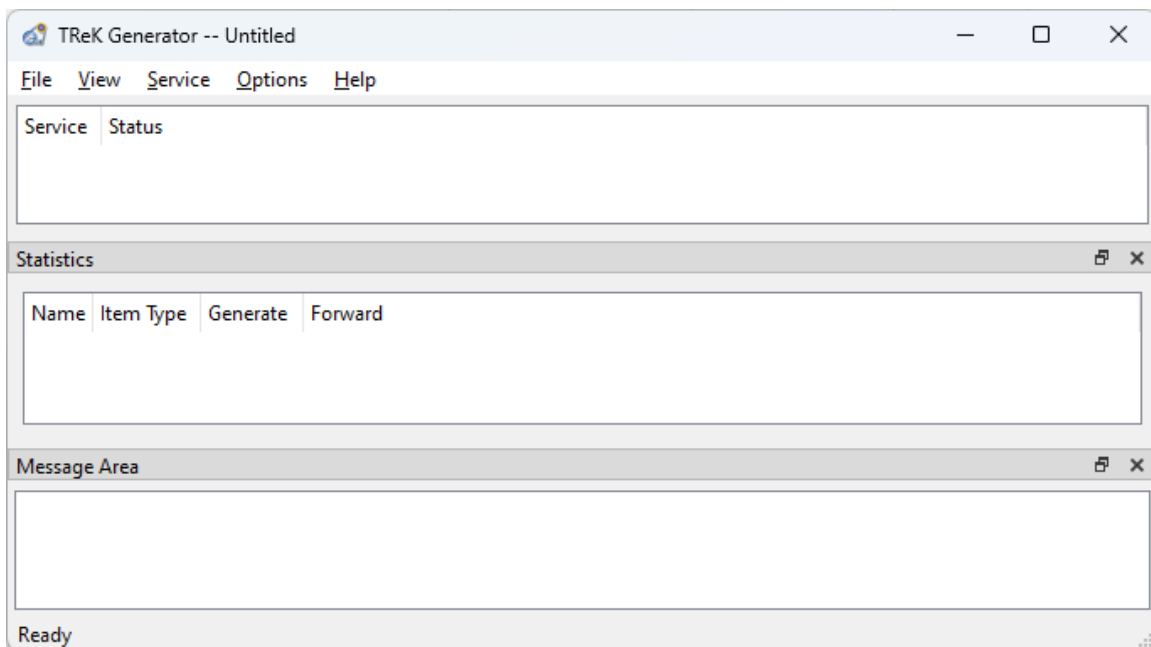 TReK Generator -- Untitled
File View Service Options Help
Service Status
Statistics
Name Item Type Generate Forward
Message Area
Ready